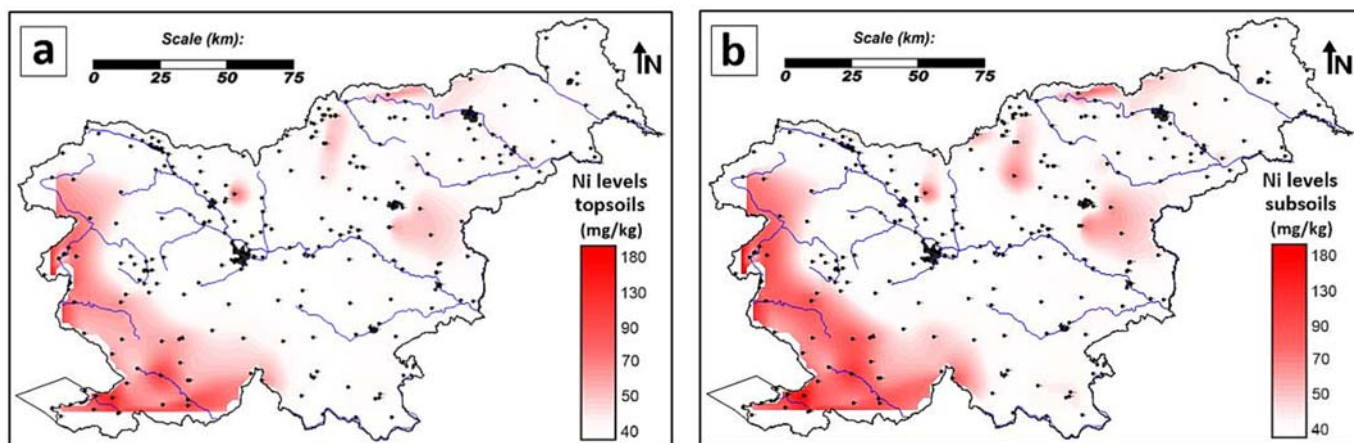 a
Scale (km):
0 25 50 75
N
Ni levels
topsoils
(mg/kg)
180
130
90
70
50
40
b
Scale (km):
0 25 50 75
N
Ni levels
subsoils
(mg/kg)
180
130
90
70
50
40